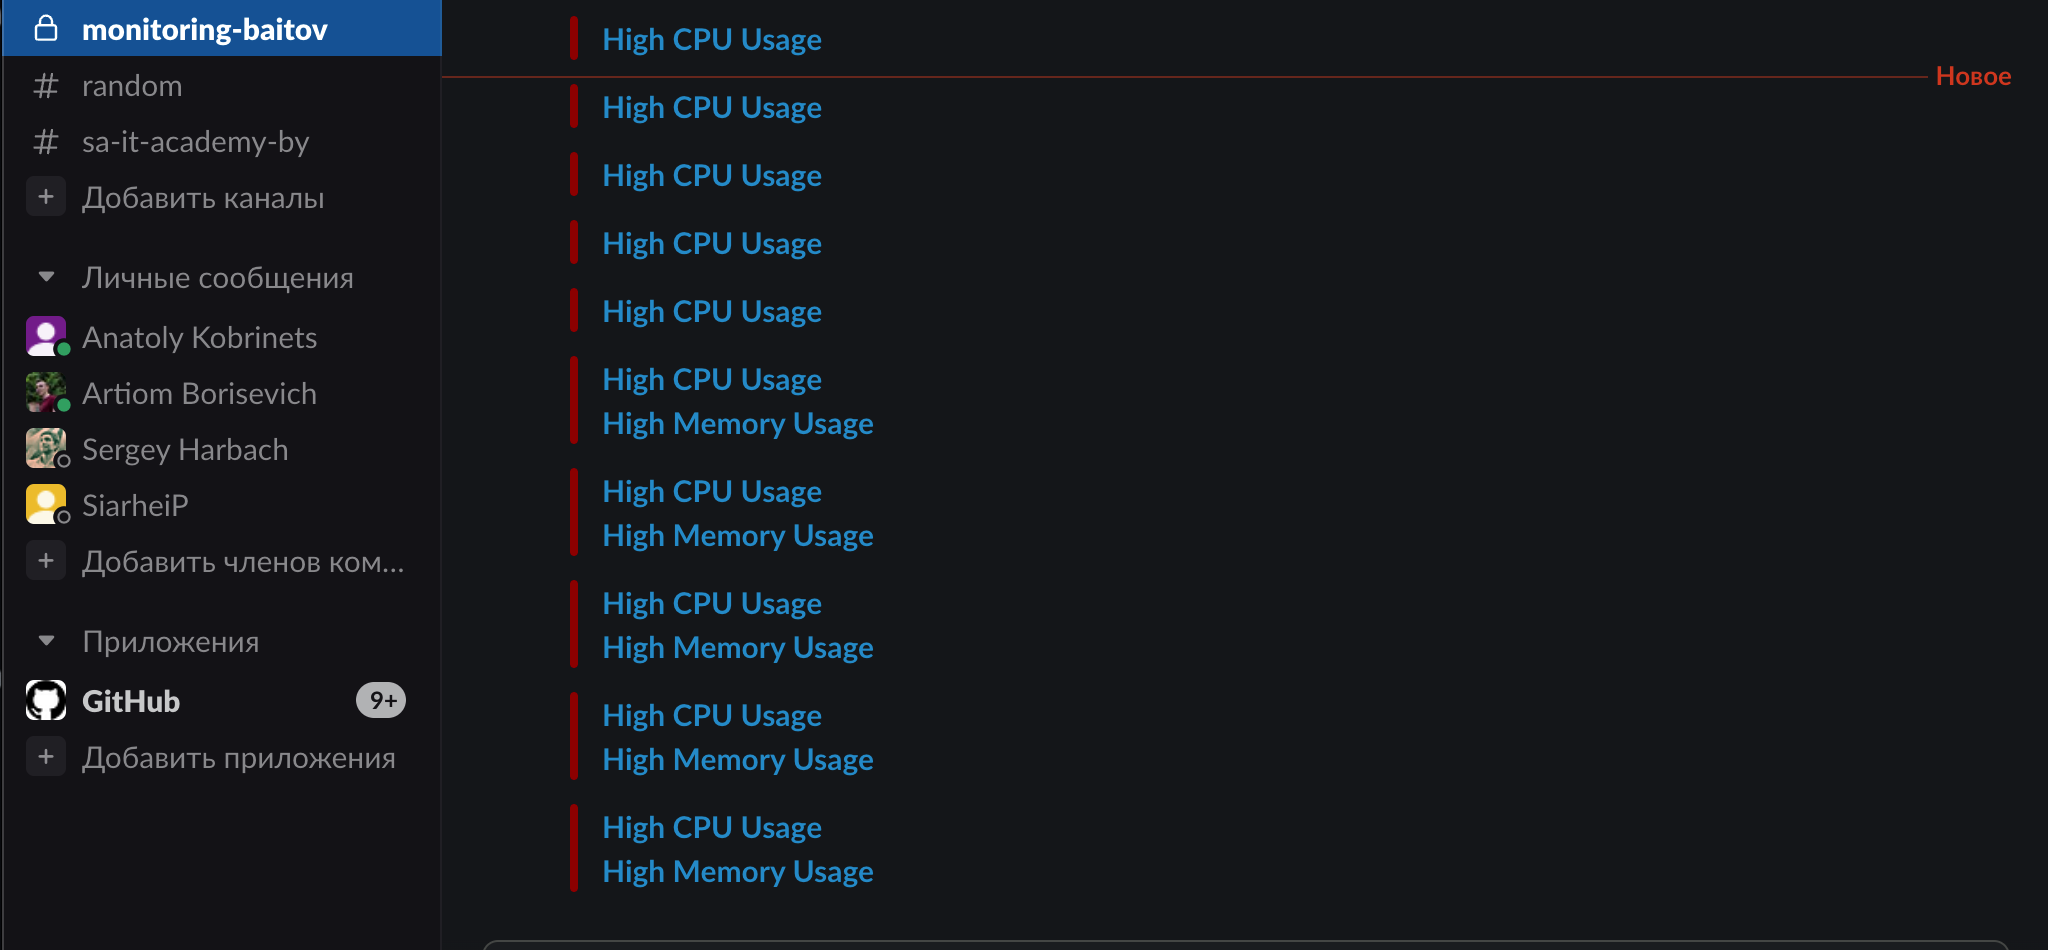 monitoring-baitov
random
sa-it-academy-by
Добавить каналы
Личные сообщения
Anatoly Kobrinets
Artiom Borisevich
Sergey Harbach
SiarheiP
Добавить членов ком...
Приложения
GitHub 9+
Добавить приложения
High CPU Usage
Новое
High CPU Usage
High CPU Usage
High CPU Usage
High CPU Usage
High CPU Usage
High Memory Usage
High CPU Usage
High Memory Usage
High CPU Usage
High Memory Usage
High CPU Usage
High Memory Usage
High CPU Usage
High Memory Usage